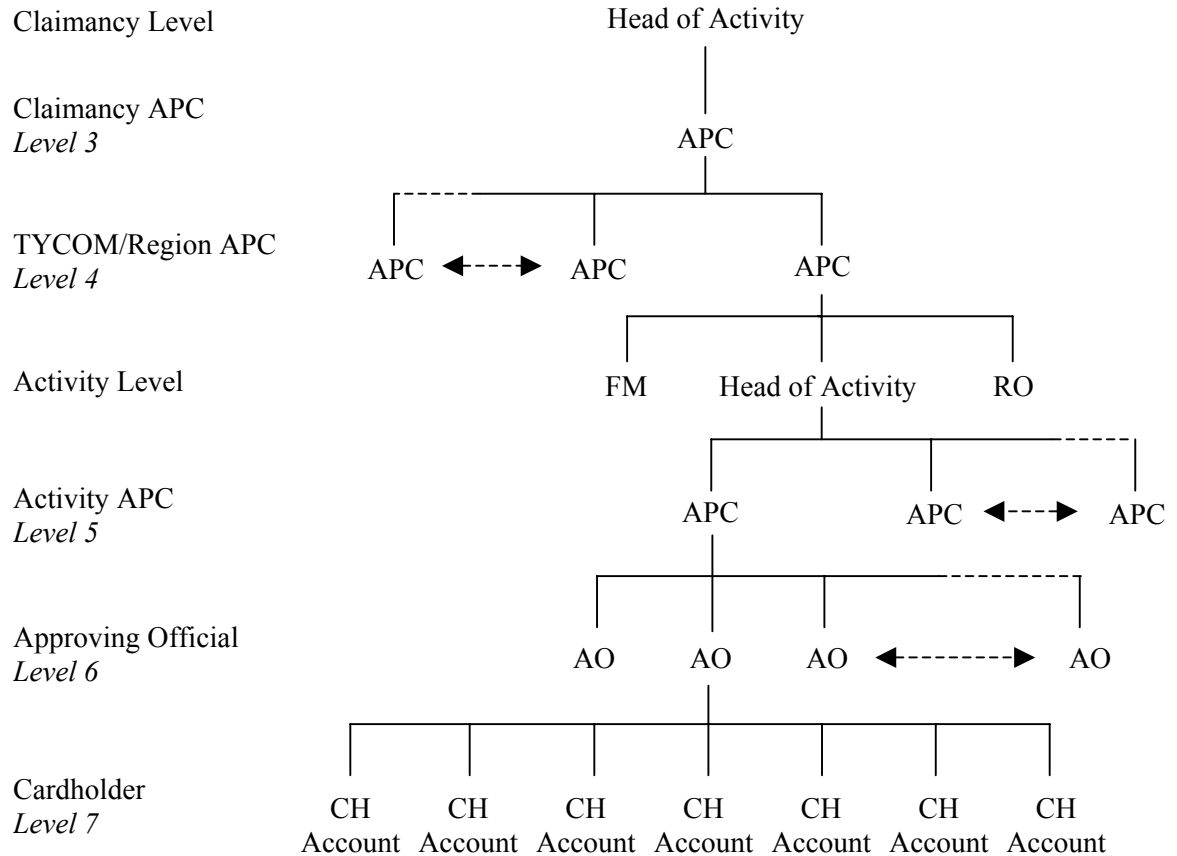 Claimancy Level Head of Activity
Claimancy APC
Level 3 APC
TYCOM/Region APC
Level 4 APC APC APC
Activity Level FM Head of Activity RO
Activity APC
Level 5 APC APC APC
Approving Official
Level 6 AO AO AO AO
Cardholder
Level 7
CH CH CH CH CH CH CH
Account Account Account Account Account Account Account